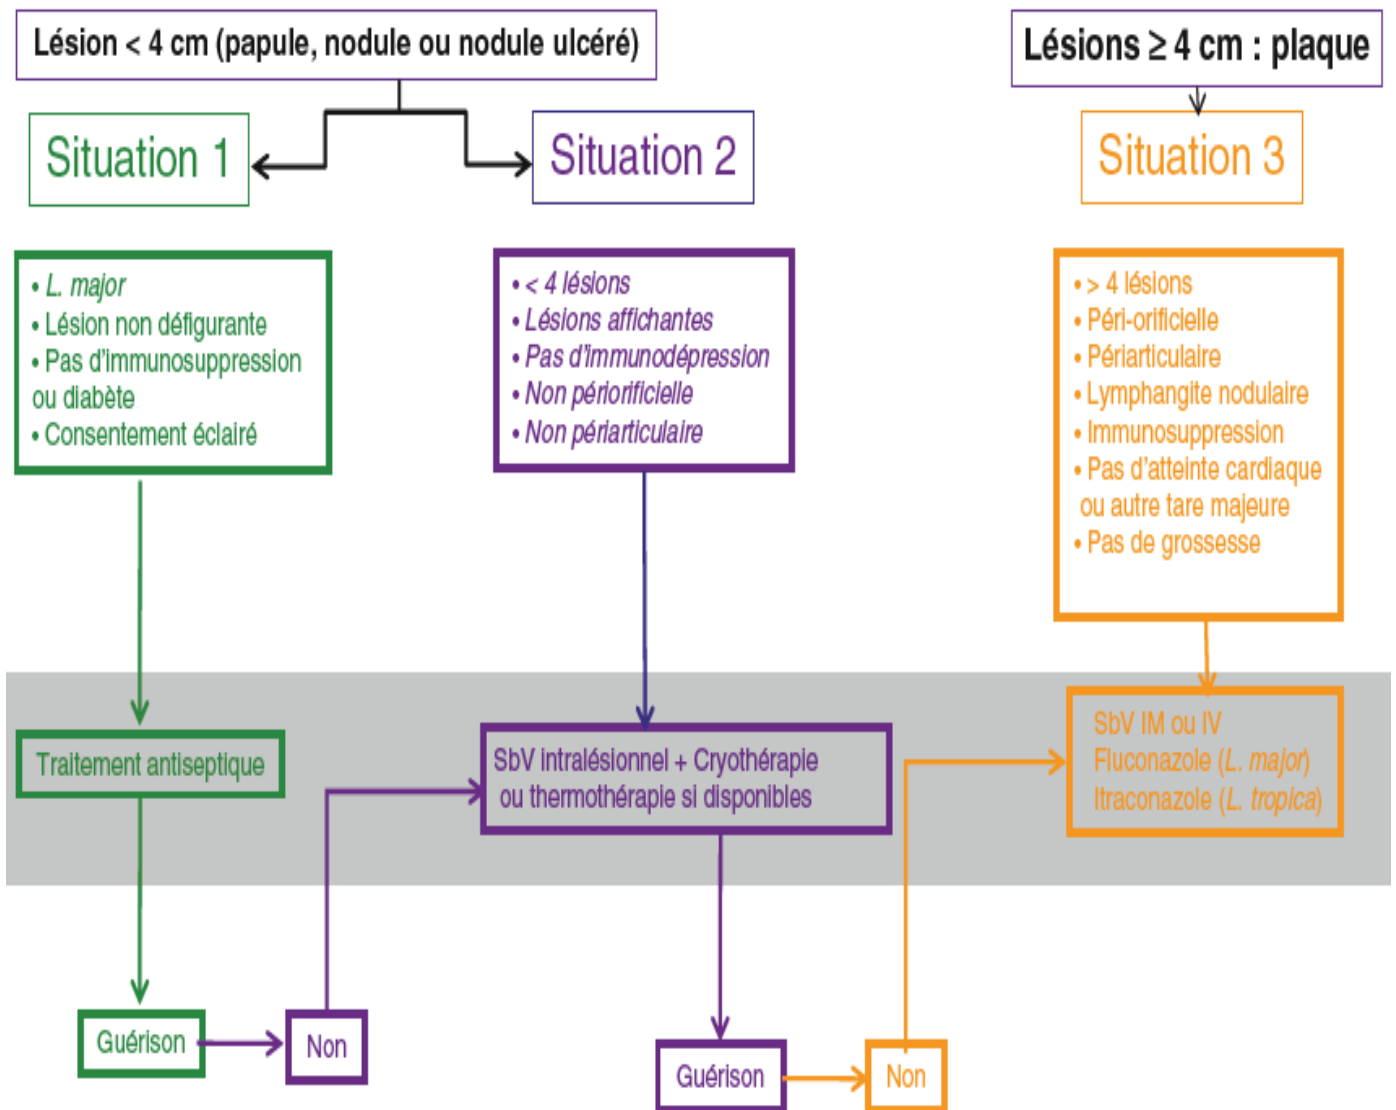 Lésion < 4 cm (papule, nodule ou nodule ulcéré)
Lésions ≥ 4 cm : plaque
Situation 1
Situation 2
Situation 3
• L. major
• Lésion non défigurante
• Pas d'immunosuppression
ou diabète
• Consentement éclairé
• < 4 lésions
• Lésions affichantes
• Pas d'immunodépression
• Non périorificielle
• Non périarticulaire
• > 4 lésions
• Péri-orificielle
• Périarticulaire
• Lymphangite nodulaire
• Immunosuppression
• Pas d'atteinte cardiaque
ou autre tare majeure
• Pas de grossesse
Traitement antiseptique
SbV intralésionnel + Cryothérapie
ou thermothérapie si disponibles
SbV IM ou IV
Fluconazole (L. major)
Itraconazole (L. tropica)
Guérison
Non
Guérison
Non